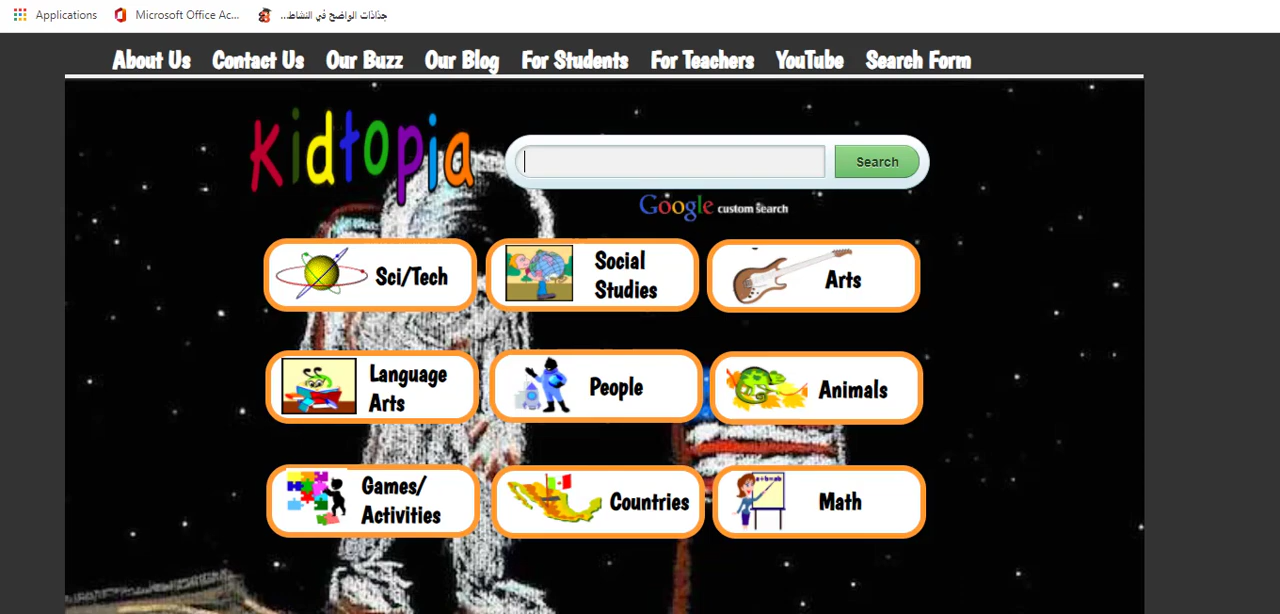 Applications Microsoft Office Ac... جذاذات الواضح في النشاط...
About Us Contact Us Our Buzz Our Blog For Students For Teachers YouTube Search Form
Kidtopia
Search
Google custom search
Sci/Tech
Social
Studies
Arts
Language
Arts
People
Animals
Games/
Activities
Countries
Math